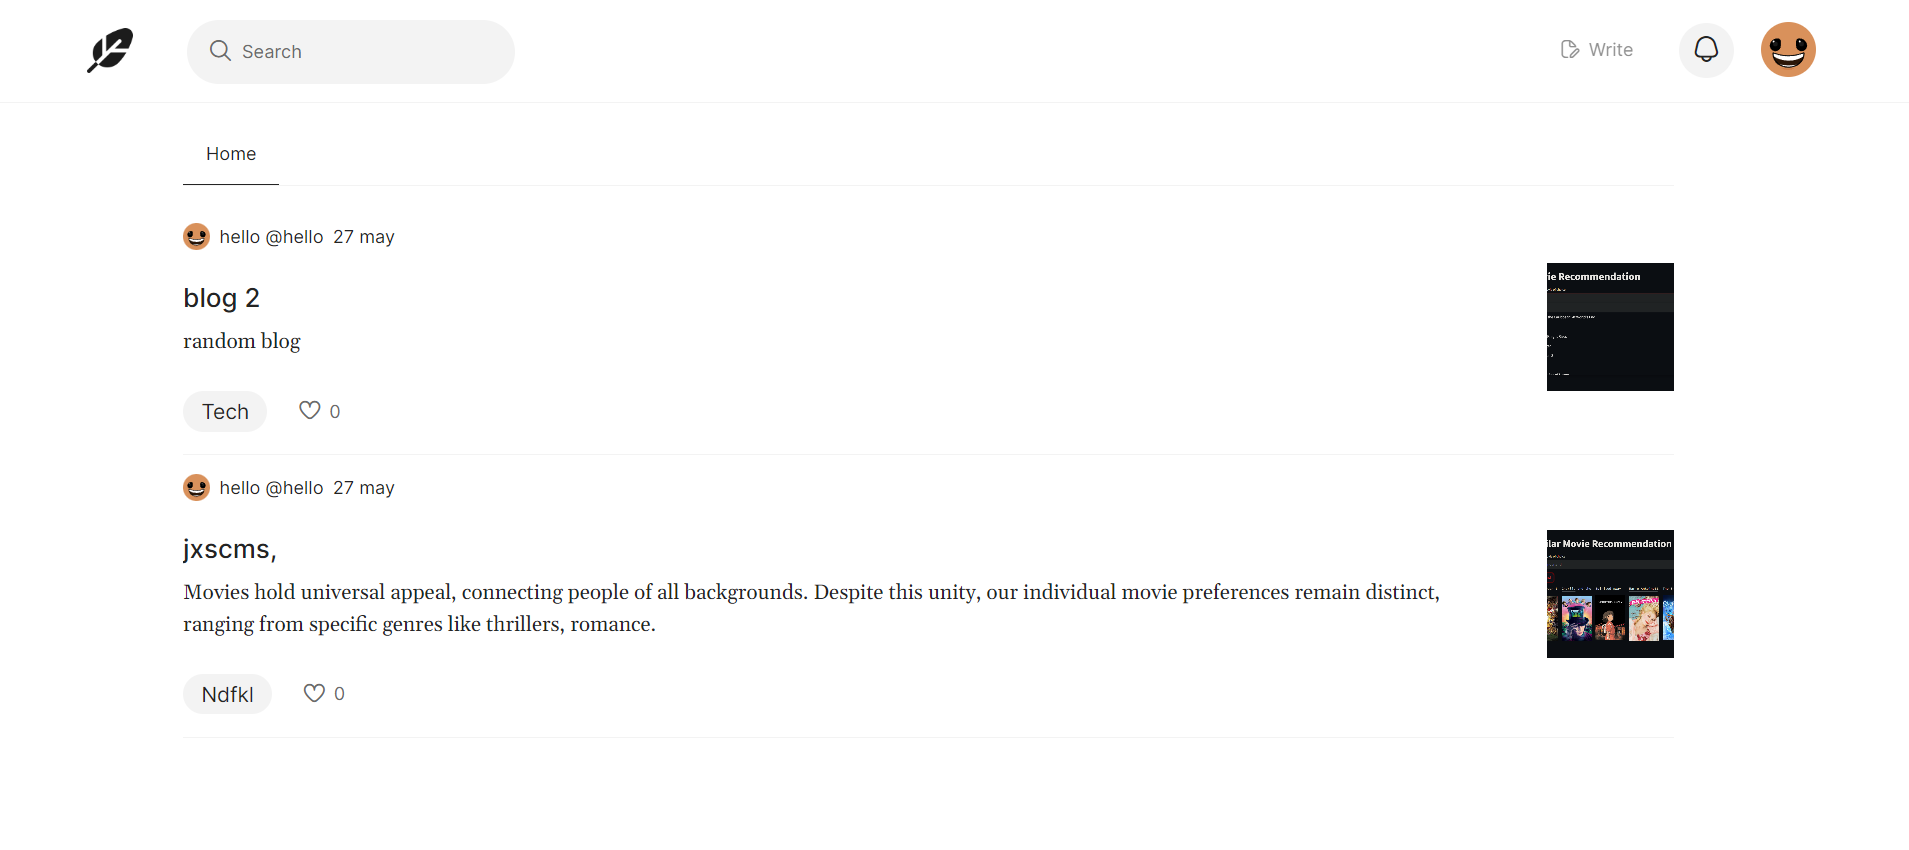 Search
Write
Home
hello @hello 27 may
blog 2
random blog
Tech
0
ie Recommendation
hello @hello 27 may
jxscms,
Movies hold universal appeal, connecting people of all backgrounds. Despite this unity, our individual movie preferences remain distinct,
ranging from specific genres like thrillers, romance.
Ndfkl
0
lar Movie Recommendation